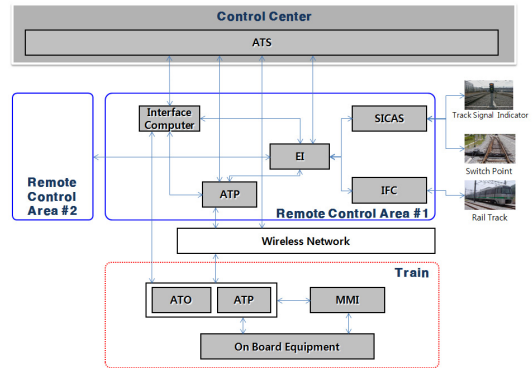 Control Center
ATS
Interface
Computer
SICAS
Track Signal Indicator
EI
Switch Point
Remote
Control
Area #2
ATP
IFC
Remote Control Area #1
Rail Track
Wireless Network
Train
ATO
ATP
MMI
On Board Equipment